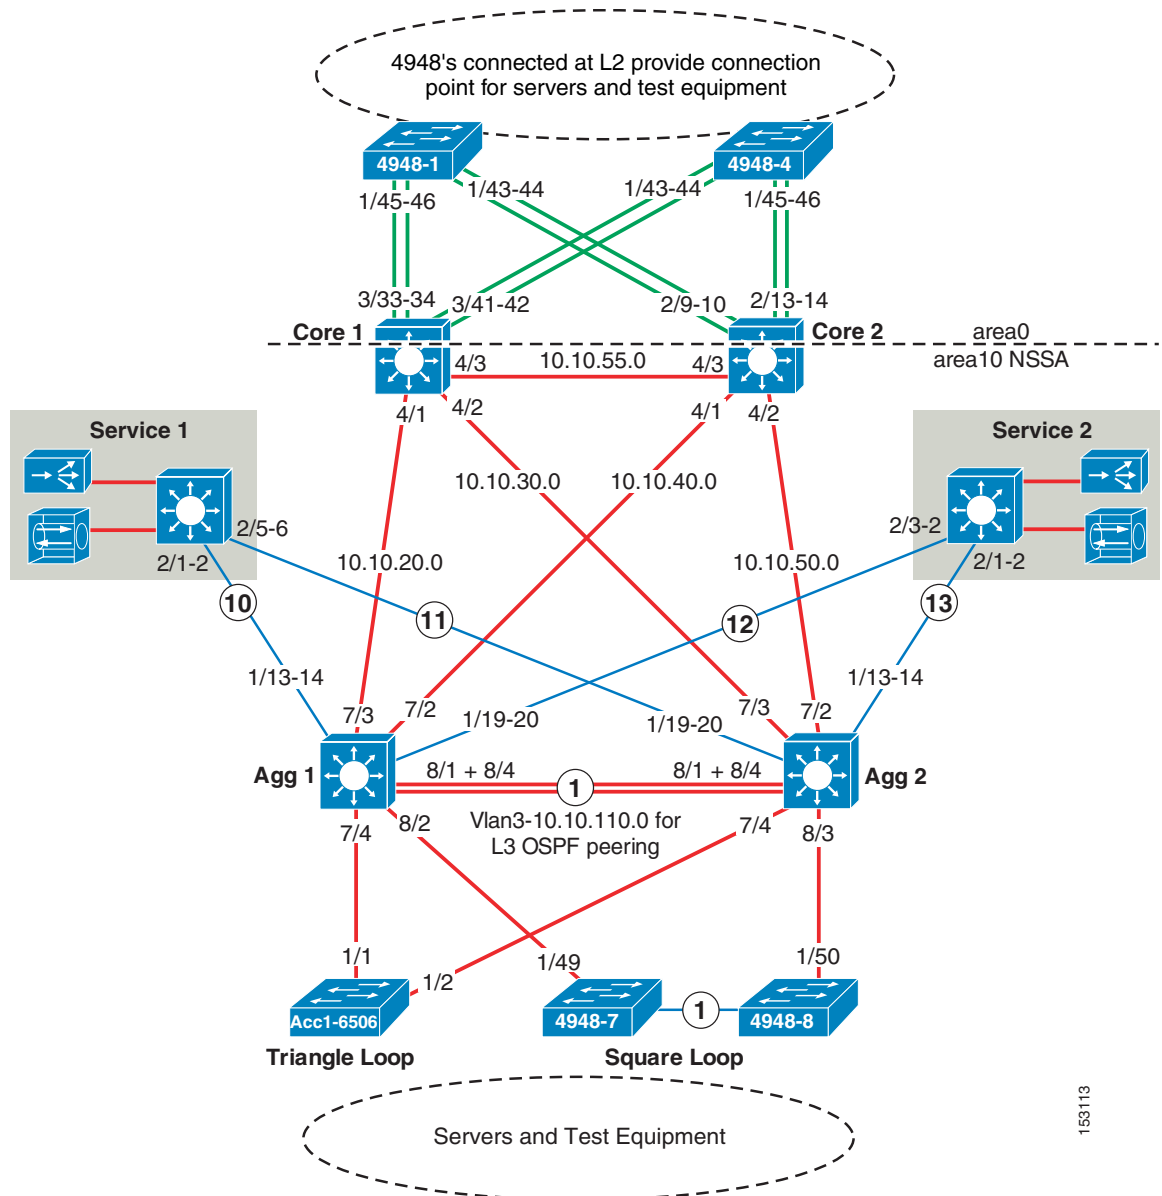 4948's connected at L2 provide connection
point for servers and test equipment
4948-1
4948-4
1/45-46
1/43-44
1/43-44
1/45-46
3/33-34
3/41-42
2/9-10
2/13-14
Core 1
Core 2
area0
area10 NSSA
4/3
10.10.55.0
4/3
4/1
4/2
4/1
4/2
Service 1
Service 2
10.10.30.0
10.10.40.0
2/5-6
2/3-2
2/1-2
2/1-2
10.10.20.0
10.10.50.0
10
11
12
13
1/13-14
1/13-14
7/3
7/2
1/19-20
1/19-20
7/3
7/2
Agg 1
8/1 + 8/4
1
8/1 + 8/4
Agg 2
7/4
8/2
Vlan3-10.10.110.0 for
L3 OSPF peering
7/4
8/3
1/1
1/2
1/49
1/50
Acc1-6506
4948-7
1
4948-8
Triangle Loop
Square Loop
Servers and Test Equipment
153113